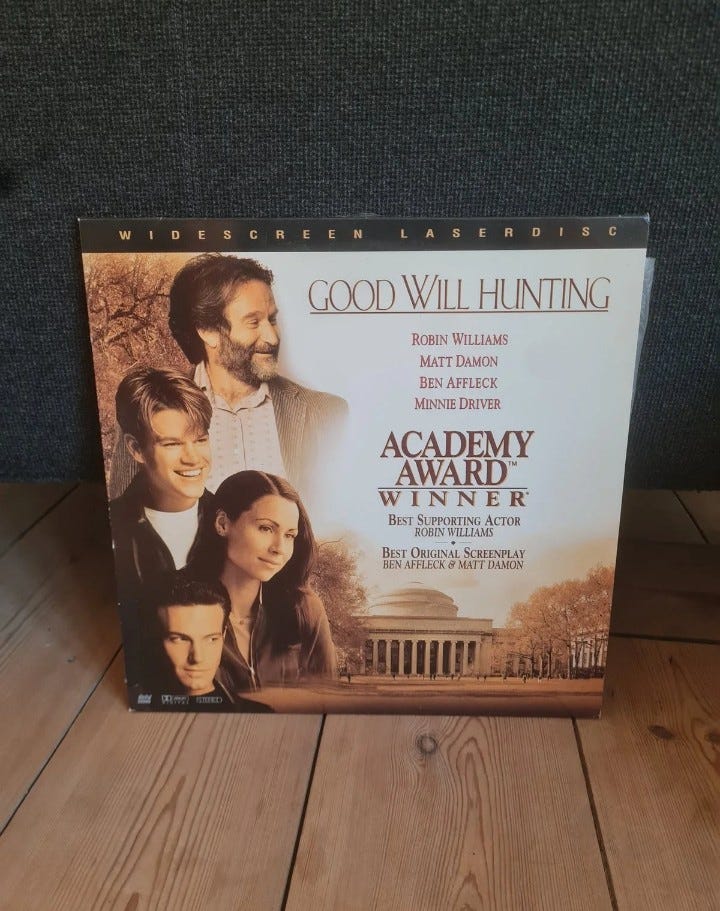 WIDESCREEN LASERDISC
GOOD WILL HUNTING
ROBIN WILLIAMS
MATT DAMON
BEN AFFLECK
MINNIE DRIVER
ACADEMY
AWARD™
WINNER®
BEST SUPPORTING ACTOR
ROBIN WILLIAMS
BEST ORIGINAL SCREENPLAY
BEN AFFLECK & MATT DAMON